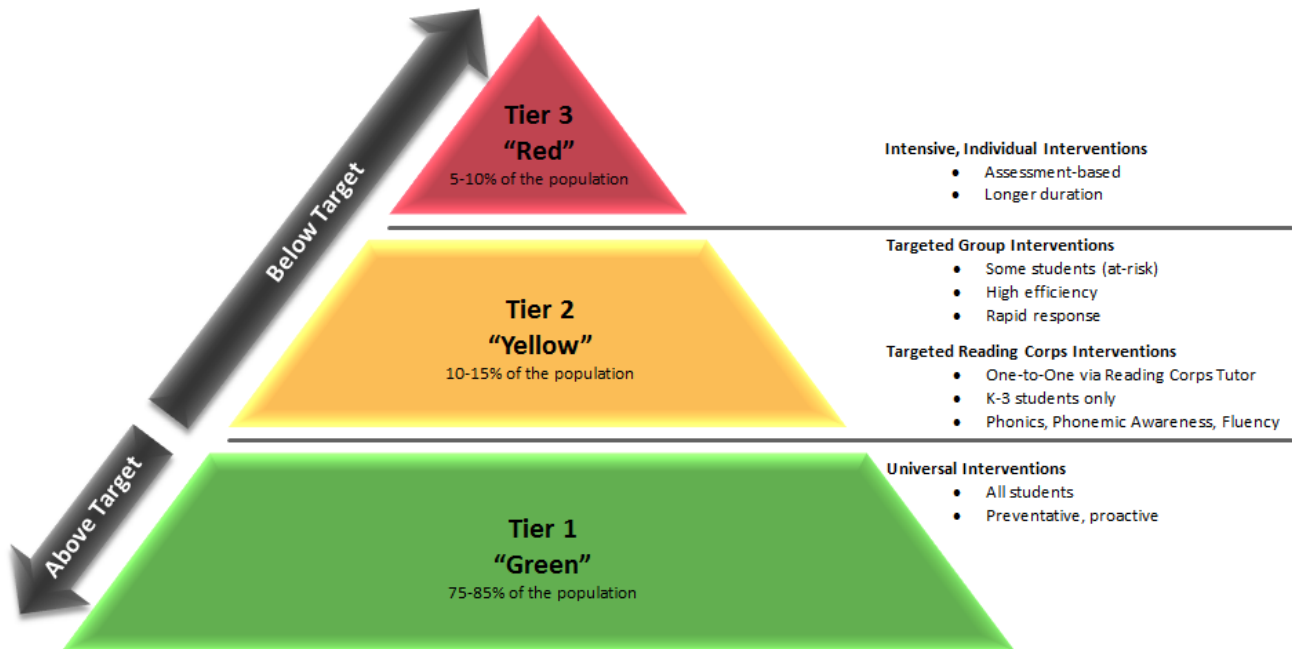 Below Target
Above Target
Tier 3
“Red”
5-10% of the population
Intensive, Individual Interventions
● Assessment-based
● Longer duration
Tier 2
“Yellow”
10-15% of the population
Targeted Group Interventions
● Some students (at-risk)
● High efficiency
● Rapid response
Targeted Reading Corps Interventions
● One-to-One via Reading Corps Tutor
● K-3 students only
● Phonics, Phonemic Awareness, Fluency
Tier 1
“Green”
75-85% of the population
Universal Interventions
● All students
● Preventative, proactive